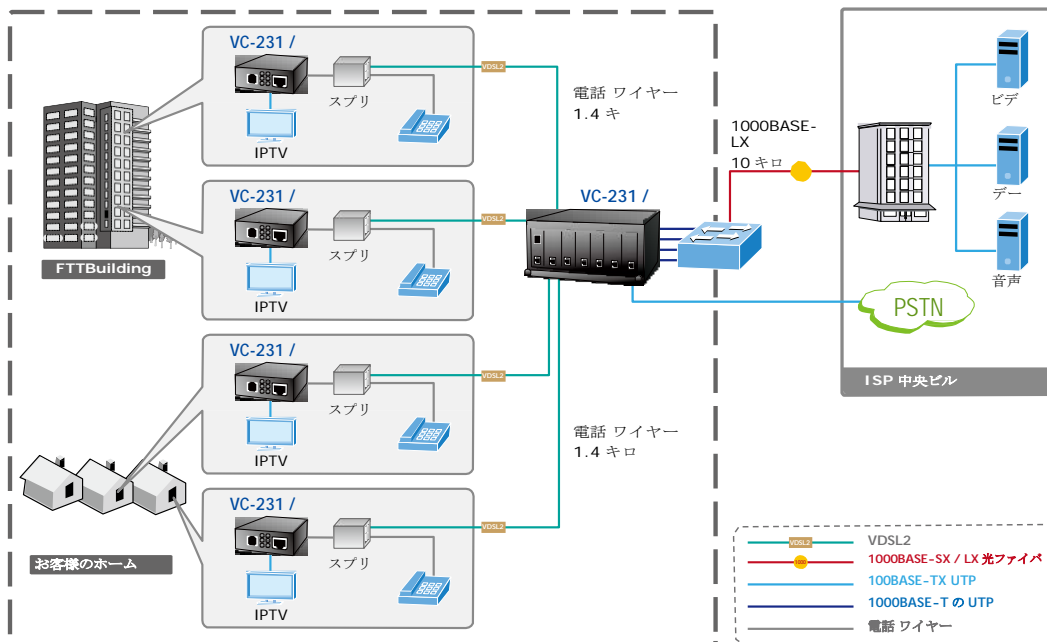 VC-231 /
VDSL2
スプリ
IPTV
電話 ワイヤー
1.4 キ
VC-231 /
VDSL2
スプリ
IPTV
FTTBuilding
VC-231 /
1000BASE-
LX
10 キロ
ビデ
デー
音声
PSTN
ISP 中央ビル
VC-231 /
VDSL2
スプリ
IPTV
電話 ワイヤー
1.4 キロ
VC-231 /
VDSL2
スプリ
IPTV
お客様のホーム
VDSL2
VDSL2
1000
1000BASE-SX / LX 光ファイバ
100BASE-TX UTP
1000BASE-T の UTP
電話 ワイヤー